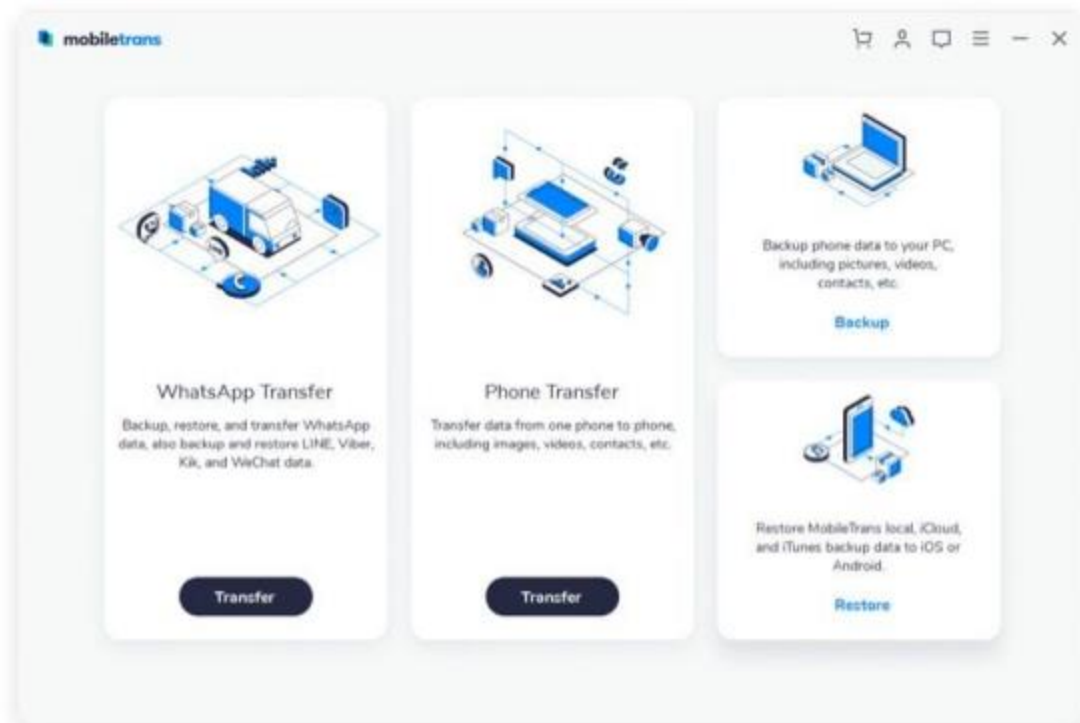 mobiletrans
WhatsApp Transfer
Backup, restore, and transfer WhatsApp
data, also backup and restore LINE, Viber,
Kik, and WeChat data.
Transfer
Phone Transfer
Transfer data from one phone to phone,
including images, videos, contacts, etc.
Transfer
Backup phone data to your PC,
including pictures, videos,
contacts, etc.
Backup
Restore MobileTrans local, iCloud,
and iTunes backup data to iOS or
Android.
Restore